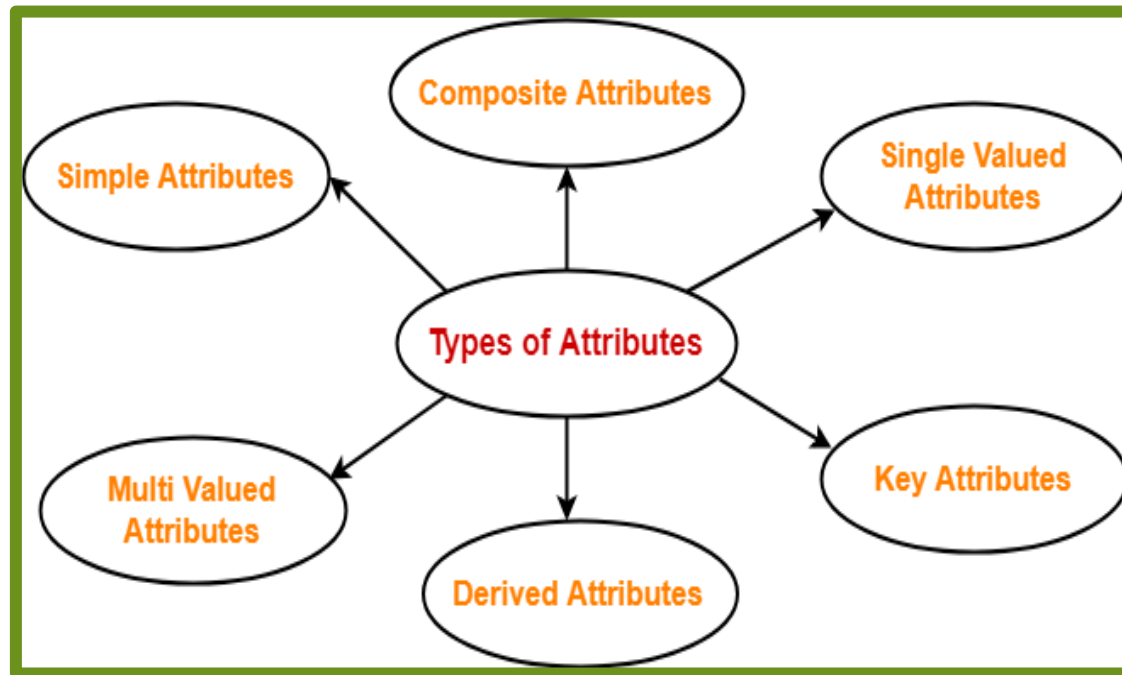 Composite Attributes
Simple Attributes
Single Valued
Attributes
Types of Attributes
Multi Valued
Attributes
Key Attributes
Derived Attributes